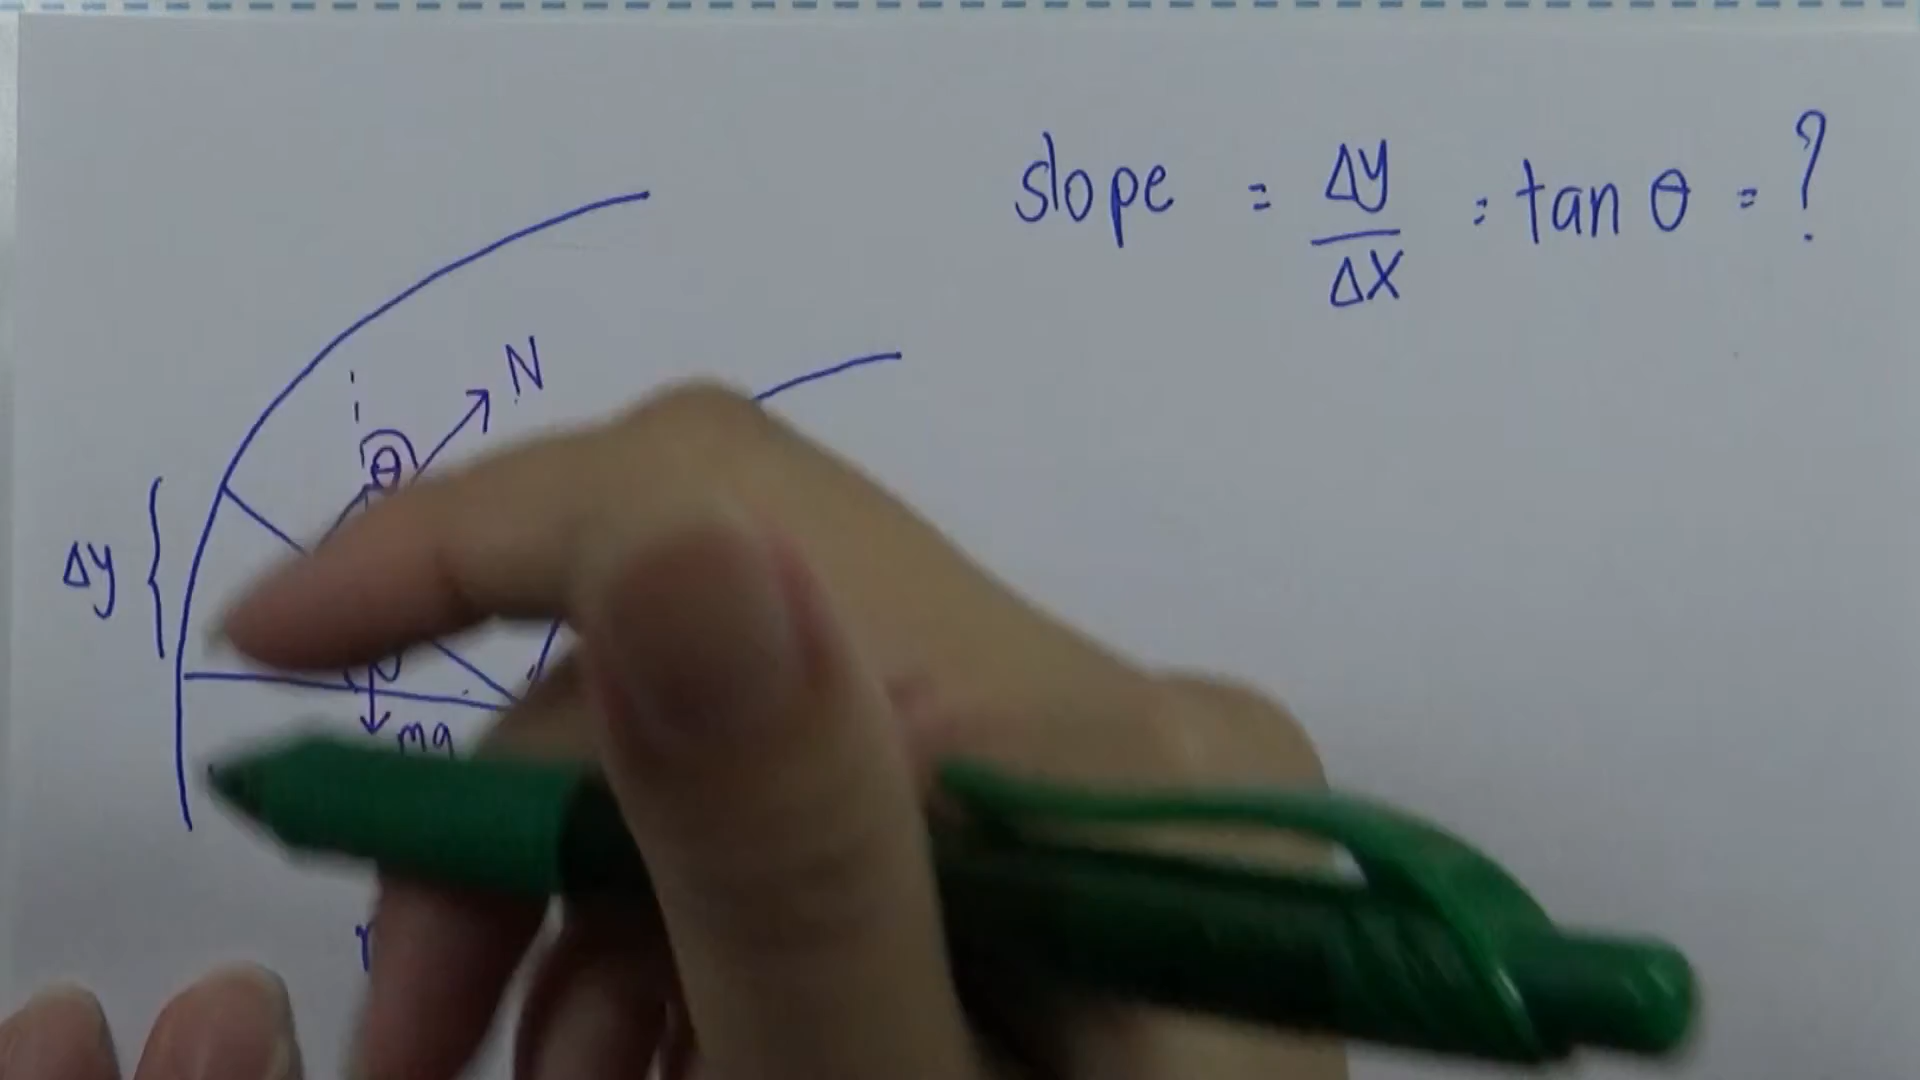 slope = Δy/Δx = tan θ = ?
N
θ
Δy
mg
r